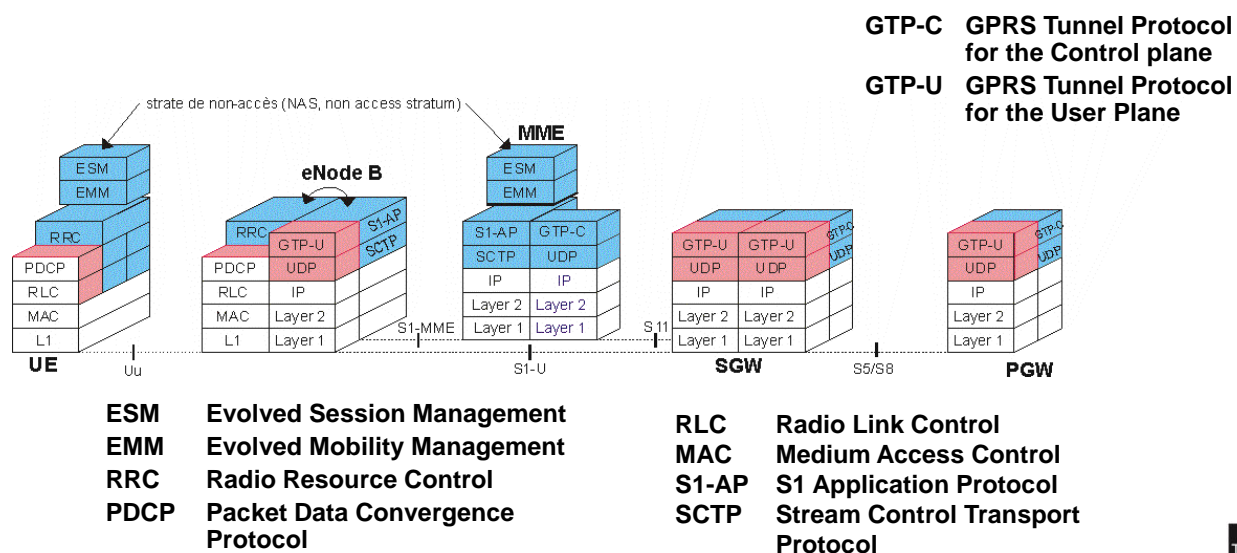 GTP-C GPRS Tunnel Protocol
for the Control plane
GTP-U GPRS Tunnel Protocol
for the User Plane
strate de non-accès (NAS, non access stratum)
MME
ESM
EMM
ESM
EMM
eNode B
RRC
PDCP
RLC
MAC
L1
UE
Uu
RRC
GTP-U
S1-AP
SCTP
PDCP
UDP
RLC
IP
MAC
Layer 2
L1
Layer 1
S1-MME
S1-U
S1-AP
GTP-C
SCTP
UDP
IP
IP
Layer 2
Layer 2
Layer 1
Layer 1
S 11
GTP-U
GTP-U
GTP-C
UDP
UDP
UDP
IP
IP
Layer 2
Layer 2
Layer 1
Layer 1
SGW
S5/S8
GTP-U
GTP-C
UDP
UDP
IP
Layer 2
Layer 1
PGW
ESM Evolved Session Management
EMM Evolved Mobility Management
RRC Radio Resource Control
PDCP Packet Data Convergence
Protocol
RLC Radio Link Control
MAC Medium Access Control
S1-AP S1 Application Protocol
SCTP Stream Control Transport
Protocol